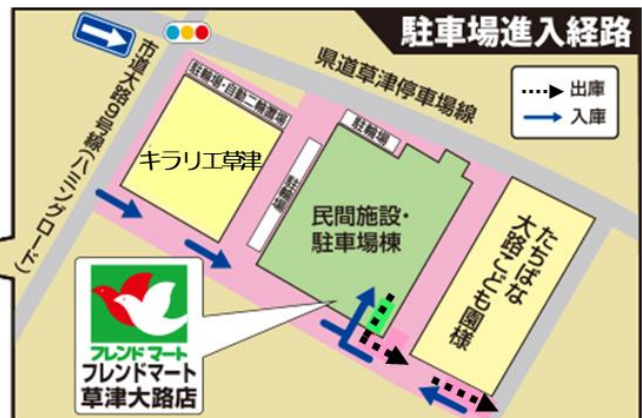 駐車場進入経路
出庫
入庫
県道草津停車場線
市道大路9号線(ハミングロード)
駐輪場・自動二輪置場
キラリエ草津
駐輪場
駐輪場
民間施設・
駐車場棟
たちばな
大路こども園様
フレンドマート
フレンドマート
草津大路店